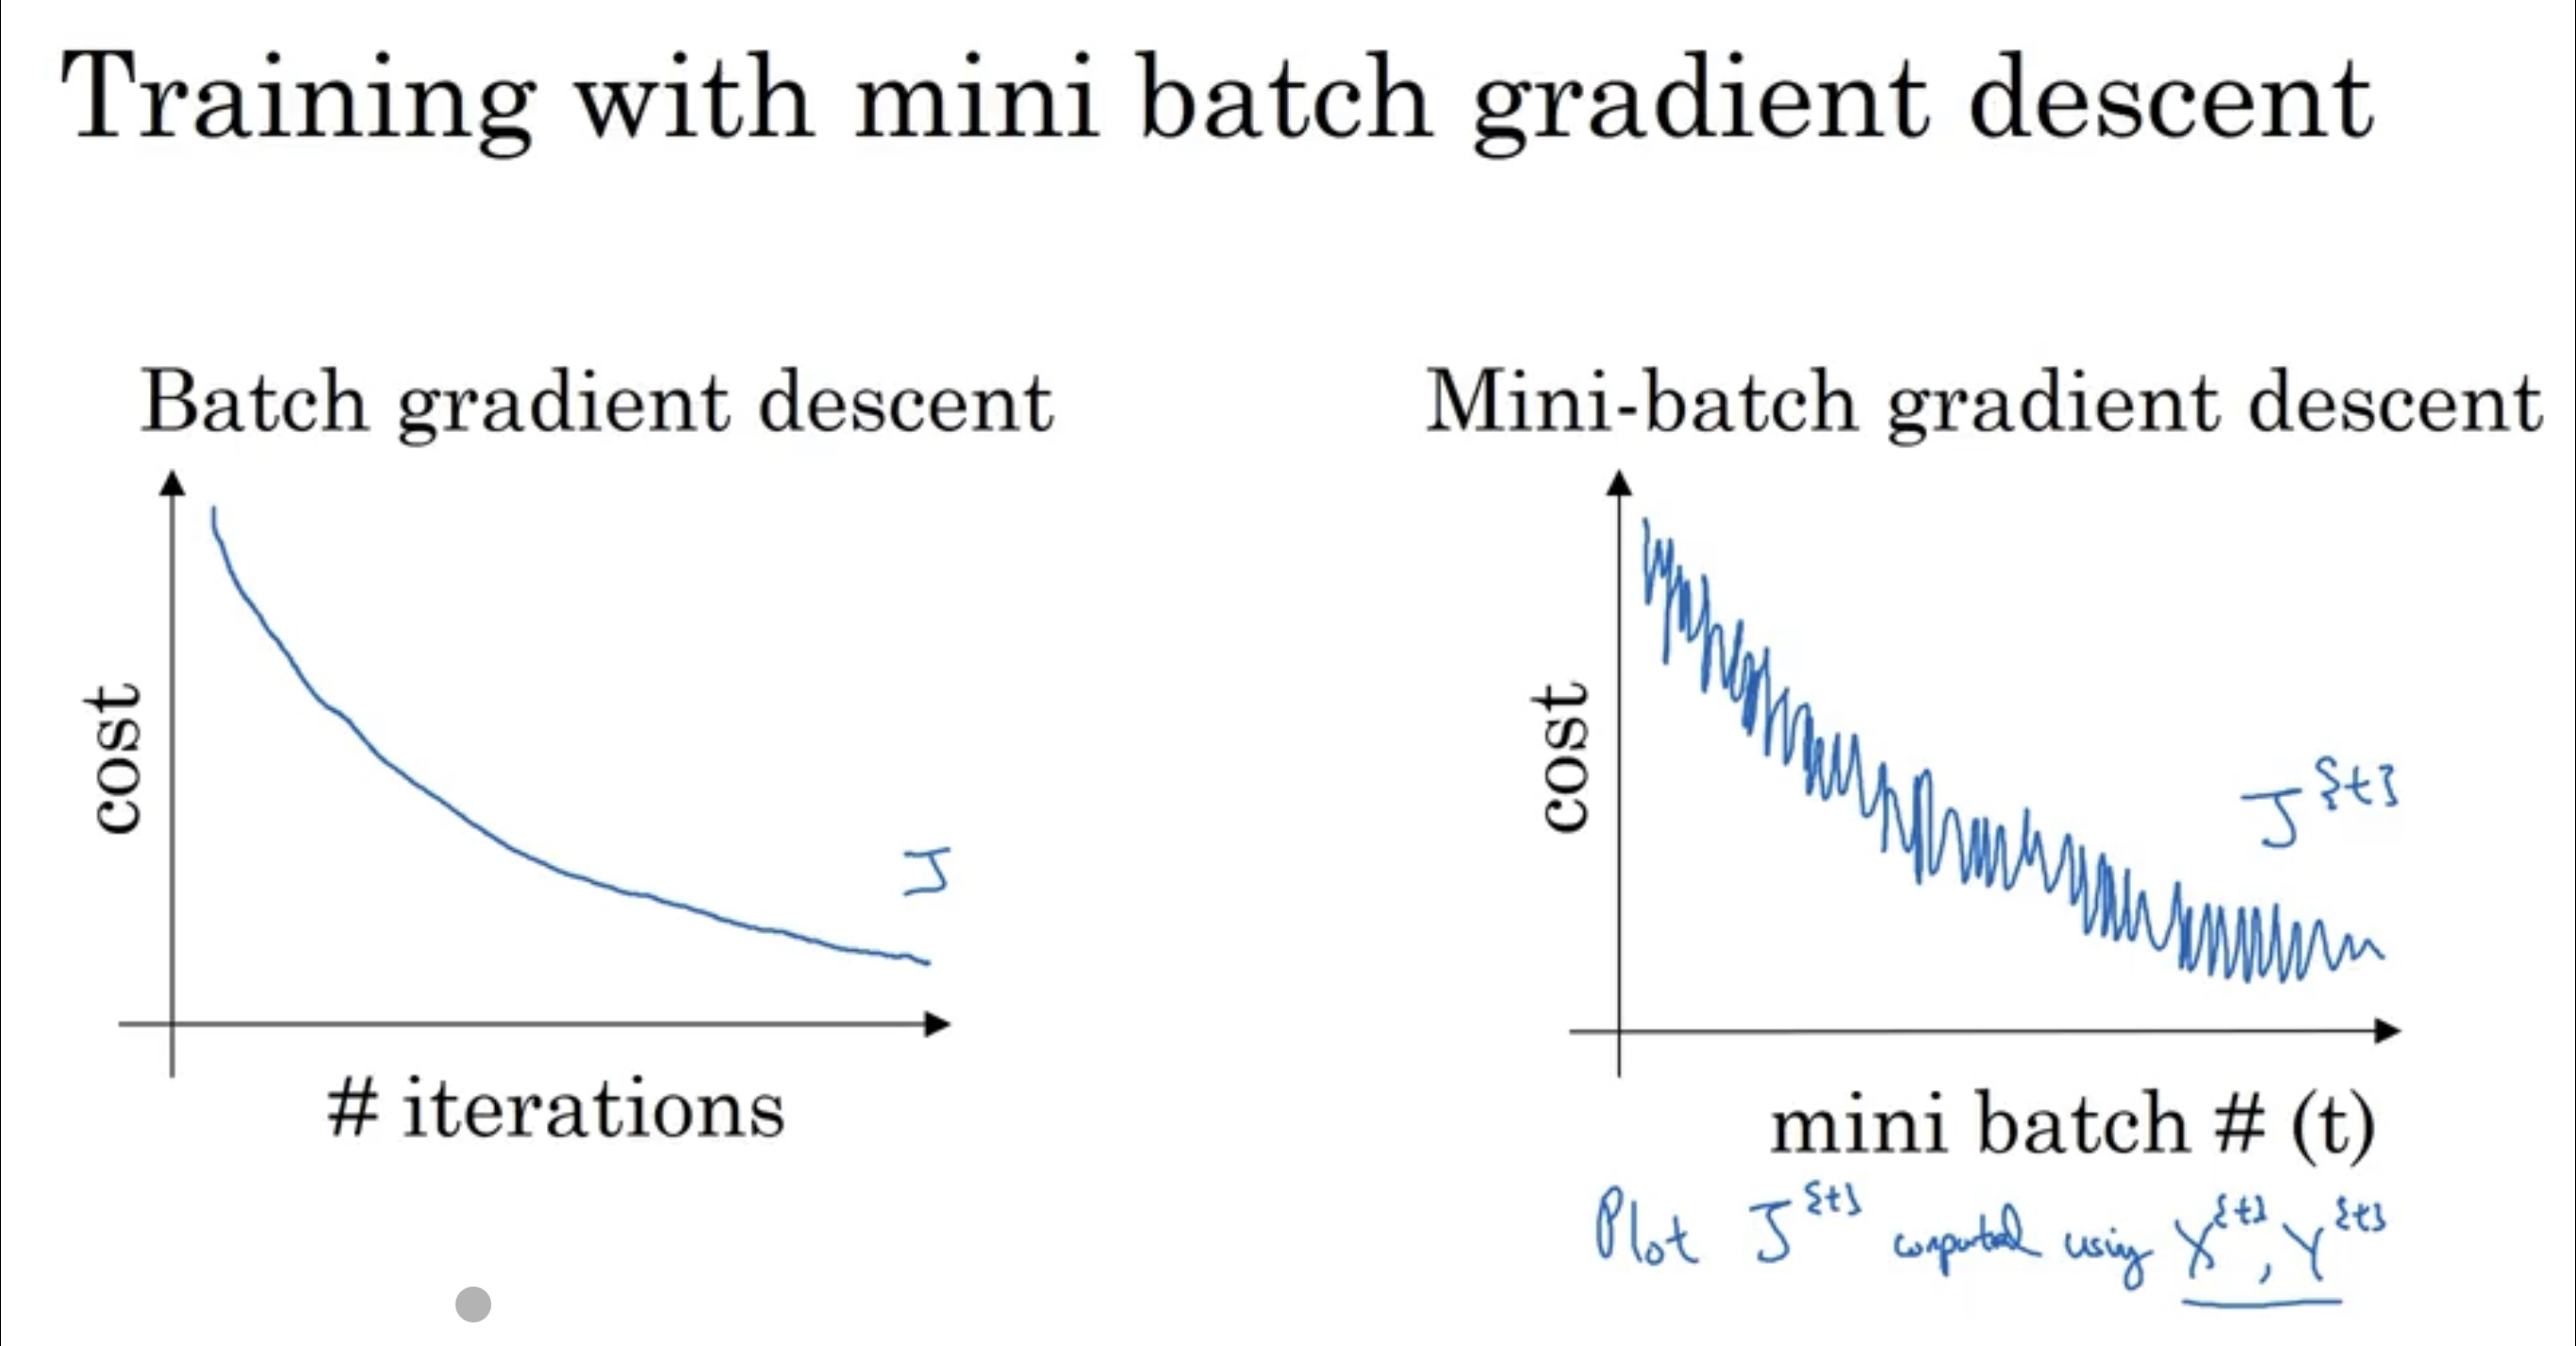 Training with mini batch gradient descent
Batch gradient descent
cost
J
# iterations
Mini-batch gradient descent
cost
J^{t}
mini batch # (t)
Plot J^{t} computed using X^{t}, Y^{t}